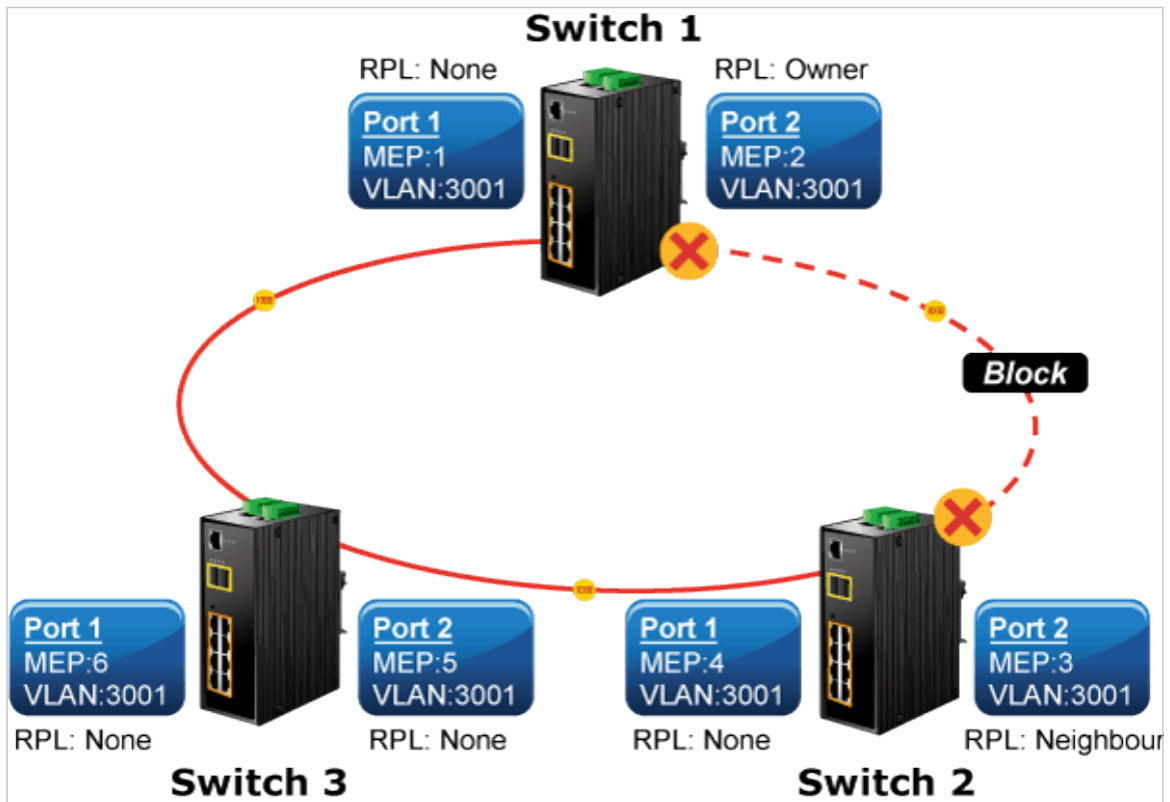 Switch 1
RPL: None
RPL: Owner
Port 1
MEP:1
VLAN:3001
Port 2
MEP:2
VLAN:3001
Block
Port 1
MEP:6
VLAN:3001
Port 2
MEP:5
VLAN:3001
Port 1
MEP:4
VLAN:3001
Port 2
MEP:3
VLAN:3001
RPL: None
RPL: None
RPL: None
RPL: Neighbour
Switch 3
Switch 2